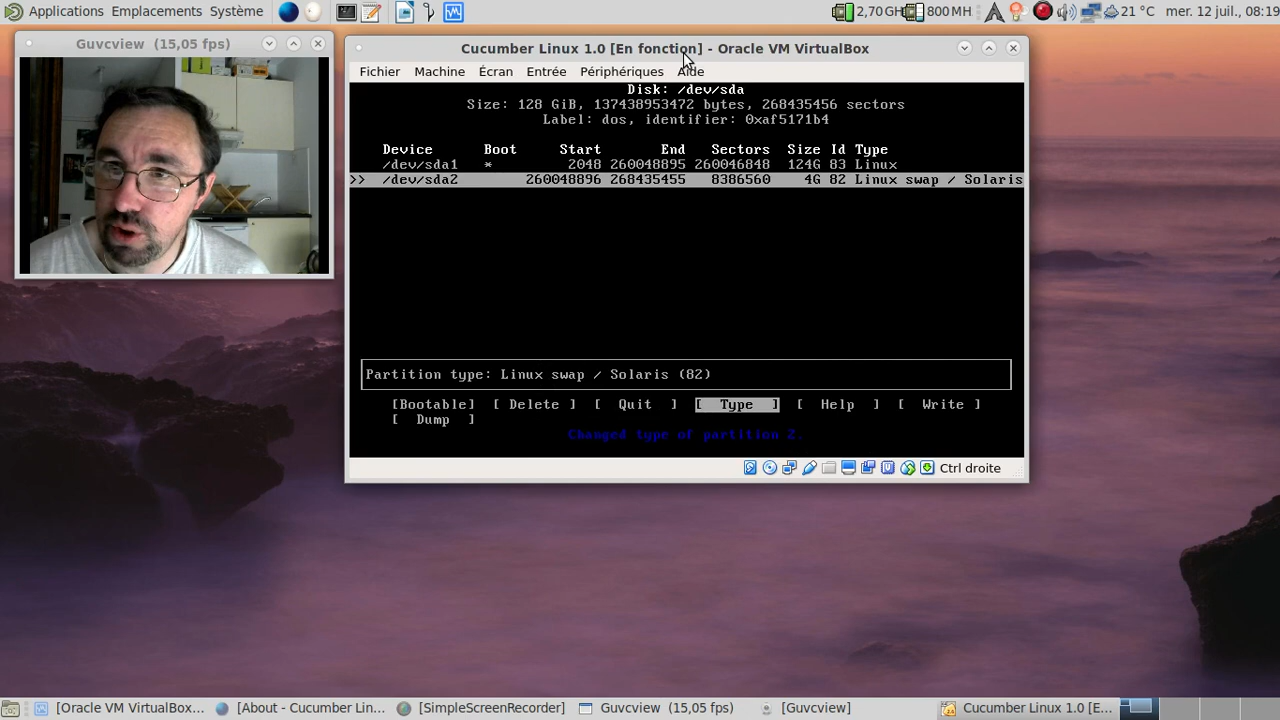 Applications Emplacements Système 2,70 GH 800 MH 21 °C mer. 12 juil., 08:19
Guvcview (15,05 fps)
Cucumber Linux 1.0 [En fonction] - Oracle VM VirtualBox
Fichier Machine Écran Entrée Périphériques Aide
Disk: /dev/sda
Size: 128 GiB, 137438953472 bytes, 268435456 sectors
Label: dos, identifier: 0xaf5171b4
Device Boot Start End Sectors Size Id Type
/dev/sda1 * 2048 260048895 260046848 124G 83 Linux
>> /dev/sda2 260048896 268435455 8386560 4G 82 Linux swap / Solaris
Partition type: Linux swap / Solaris (82)
[Bootable] [ Delete ] [ Quit ] [ Type ] [ Help ] [ Write ]
[ Dump ]
Changed type of partition 2.
Ctrl droite
[Oracle VM VirtualBox... [About - Cucumber Lin... [SimpleScreenRecorder] Guvcview (15,05 fps) [Guvcview] Cucumber Linux 1.0 [E...